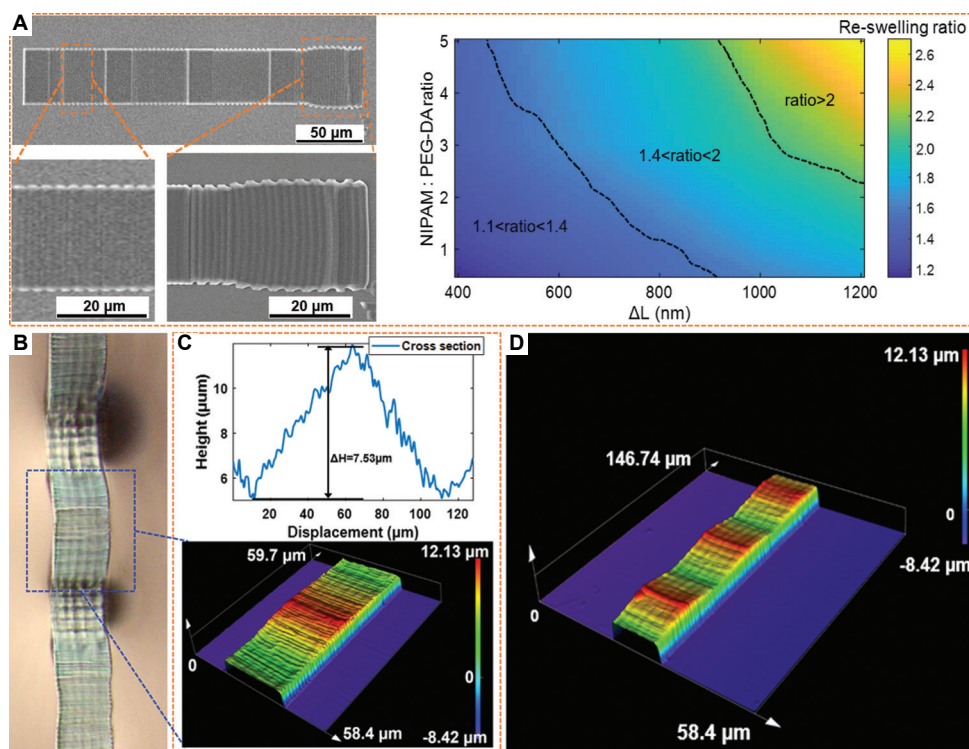 A
50 µm
20 µm
20 µm
Re-swelling ratio
NIPAM : PEG-DA ratio
5
4
3
2
1
ratio>2
1.4<ratio<2
1.1<ratio<1.4
400
600
800
1000
1200
ΔL (nm)
2.6
2.4
2.2
2.0
1.8
1.6
1.4
1.2
B
C
Cross section
Height (µum)
10
8
6
ΔH=7.53µm
20
40
60
80
100
120
Displacement (µm)
59.7 µm
12.13 µm
0
0
58.4 µm
-8.42 µm
D
12.13 µm
146.74 µm
0
-8.42 µm
0
58.4 µm